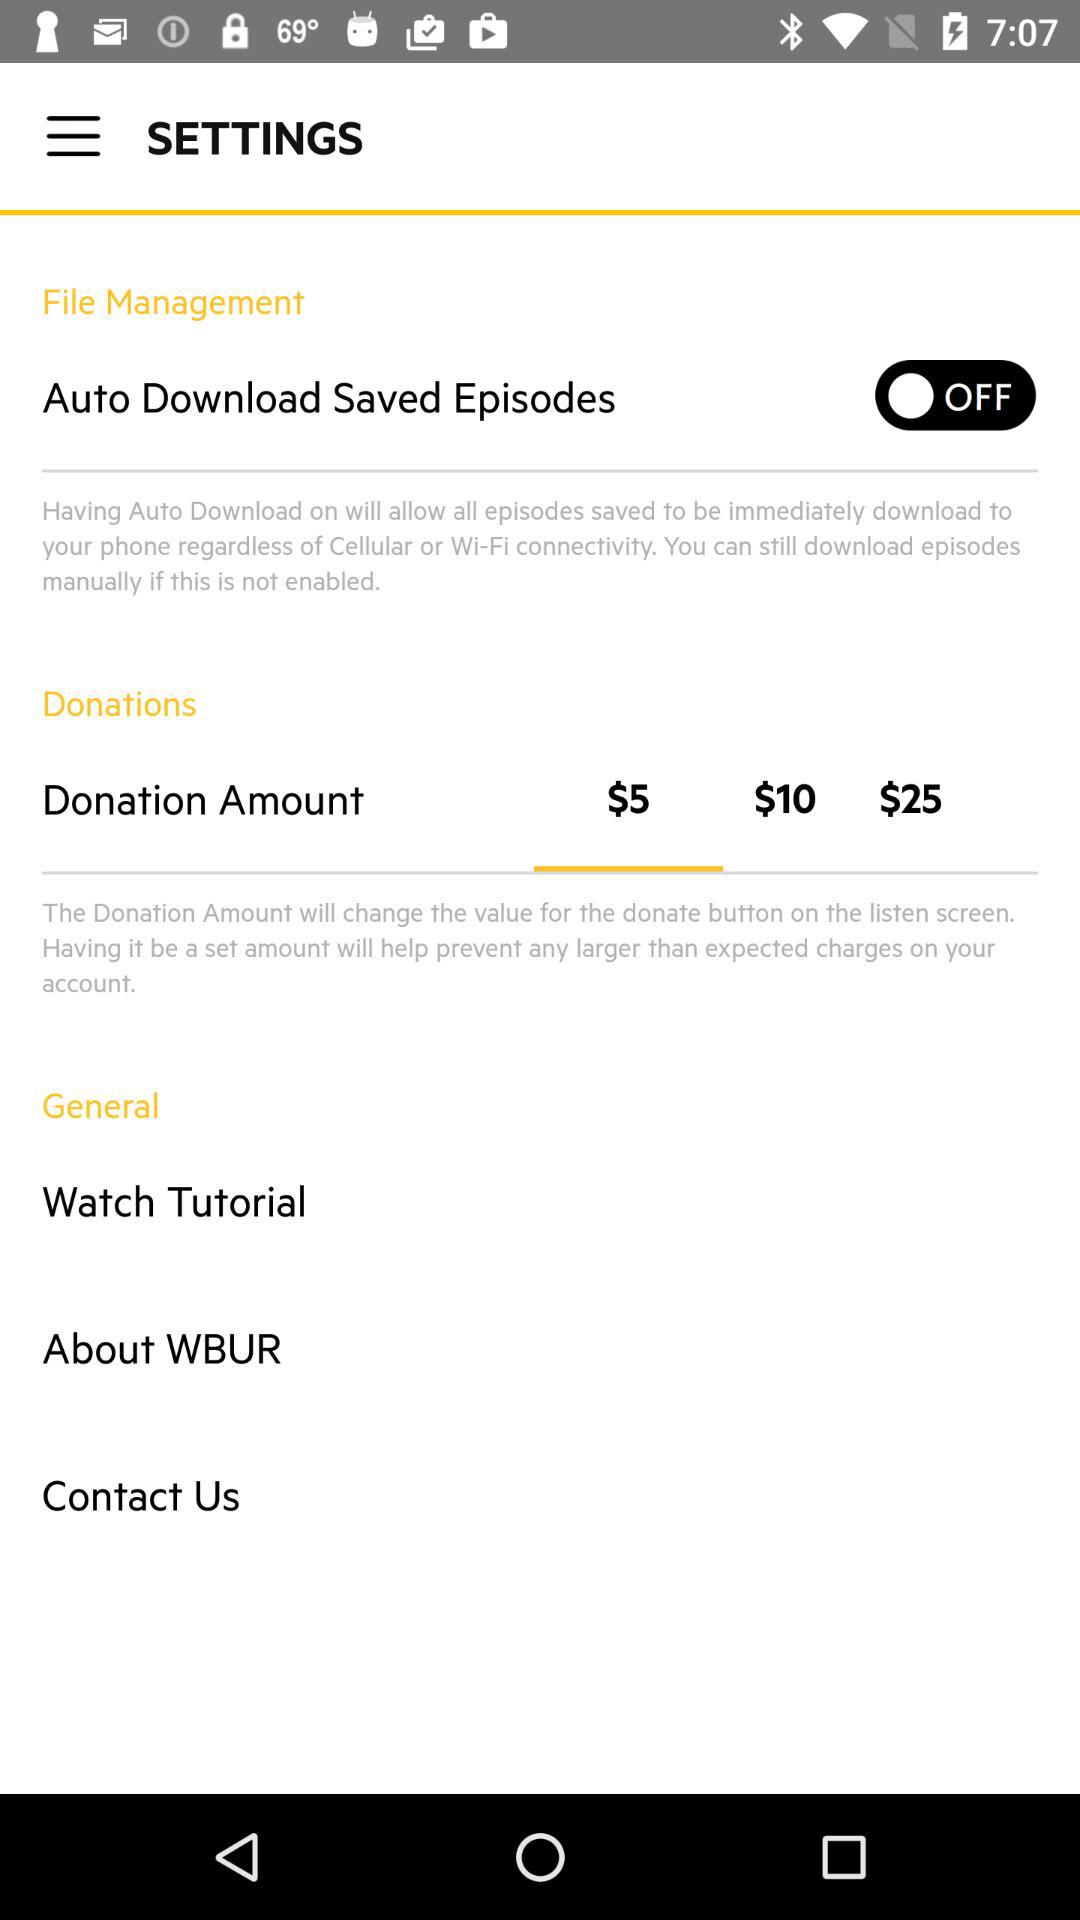 69° 7:07
SETTINGS
File Management
Auto Download Saved Episodes OFF
Having Auto Download on will allow all episodes saved to be immediately download to
your phone regardless of Cellular or Wi-Fi connectivity. You can still download episodes
manually if this is not enabled.
Donations
Donation Amount $5 $10 $25
The Donation Amount will change the value for the donate button on the listen screen.
Having it be a set amount will help prevent any larger than expected charges on your
account.
General
Watch Tutorial
About WBUR
Contact Us